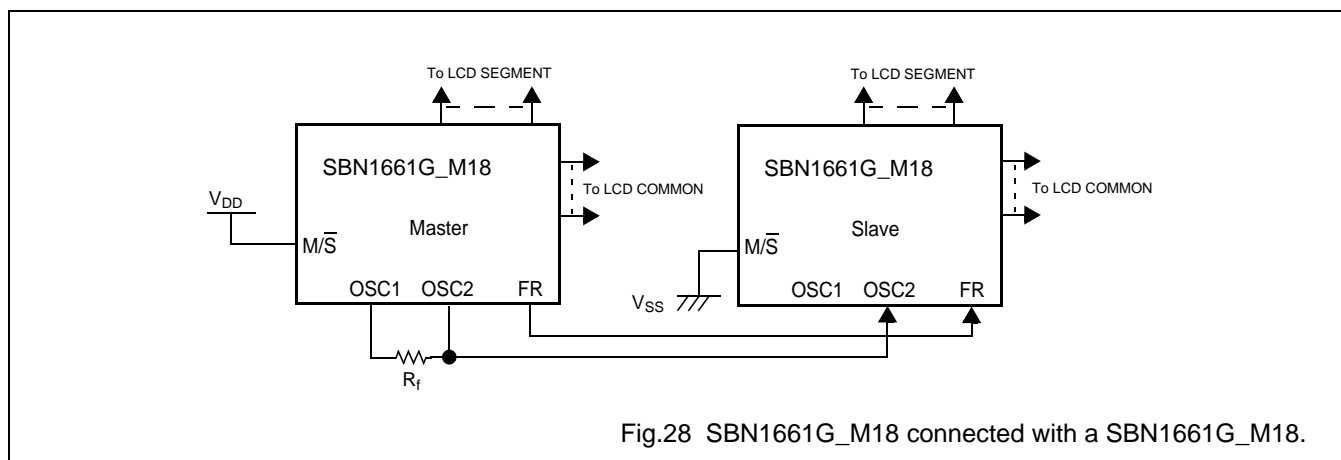 To LCD SEGMENT
SBN1661G_M18
To LCD COMMON
VDD
Master
M/S̅
OSC1 OSC2 FR
Rf
To LCD SEGMENT
SBN1661G_M18
To LCD COMMON
Slave
M/S̅
VSS
OSC1 OSC2 FR
Fig.28 SBN1661G_M18 connected with a SBN1661G_M18.